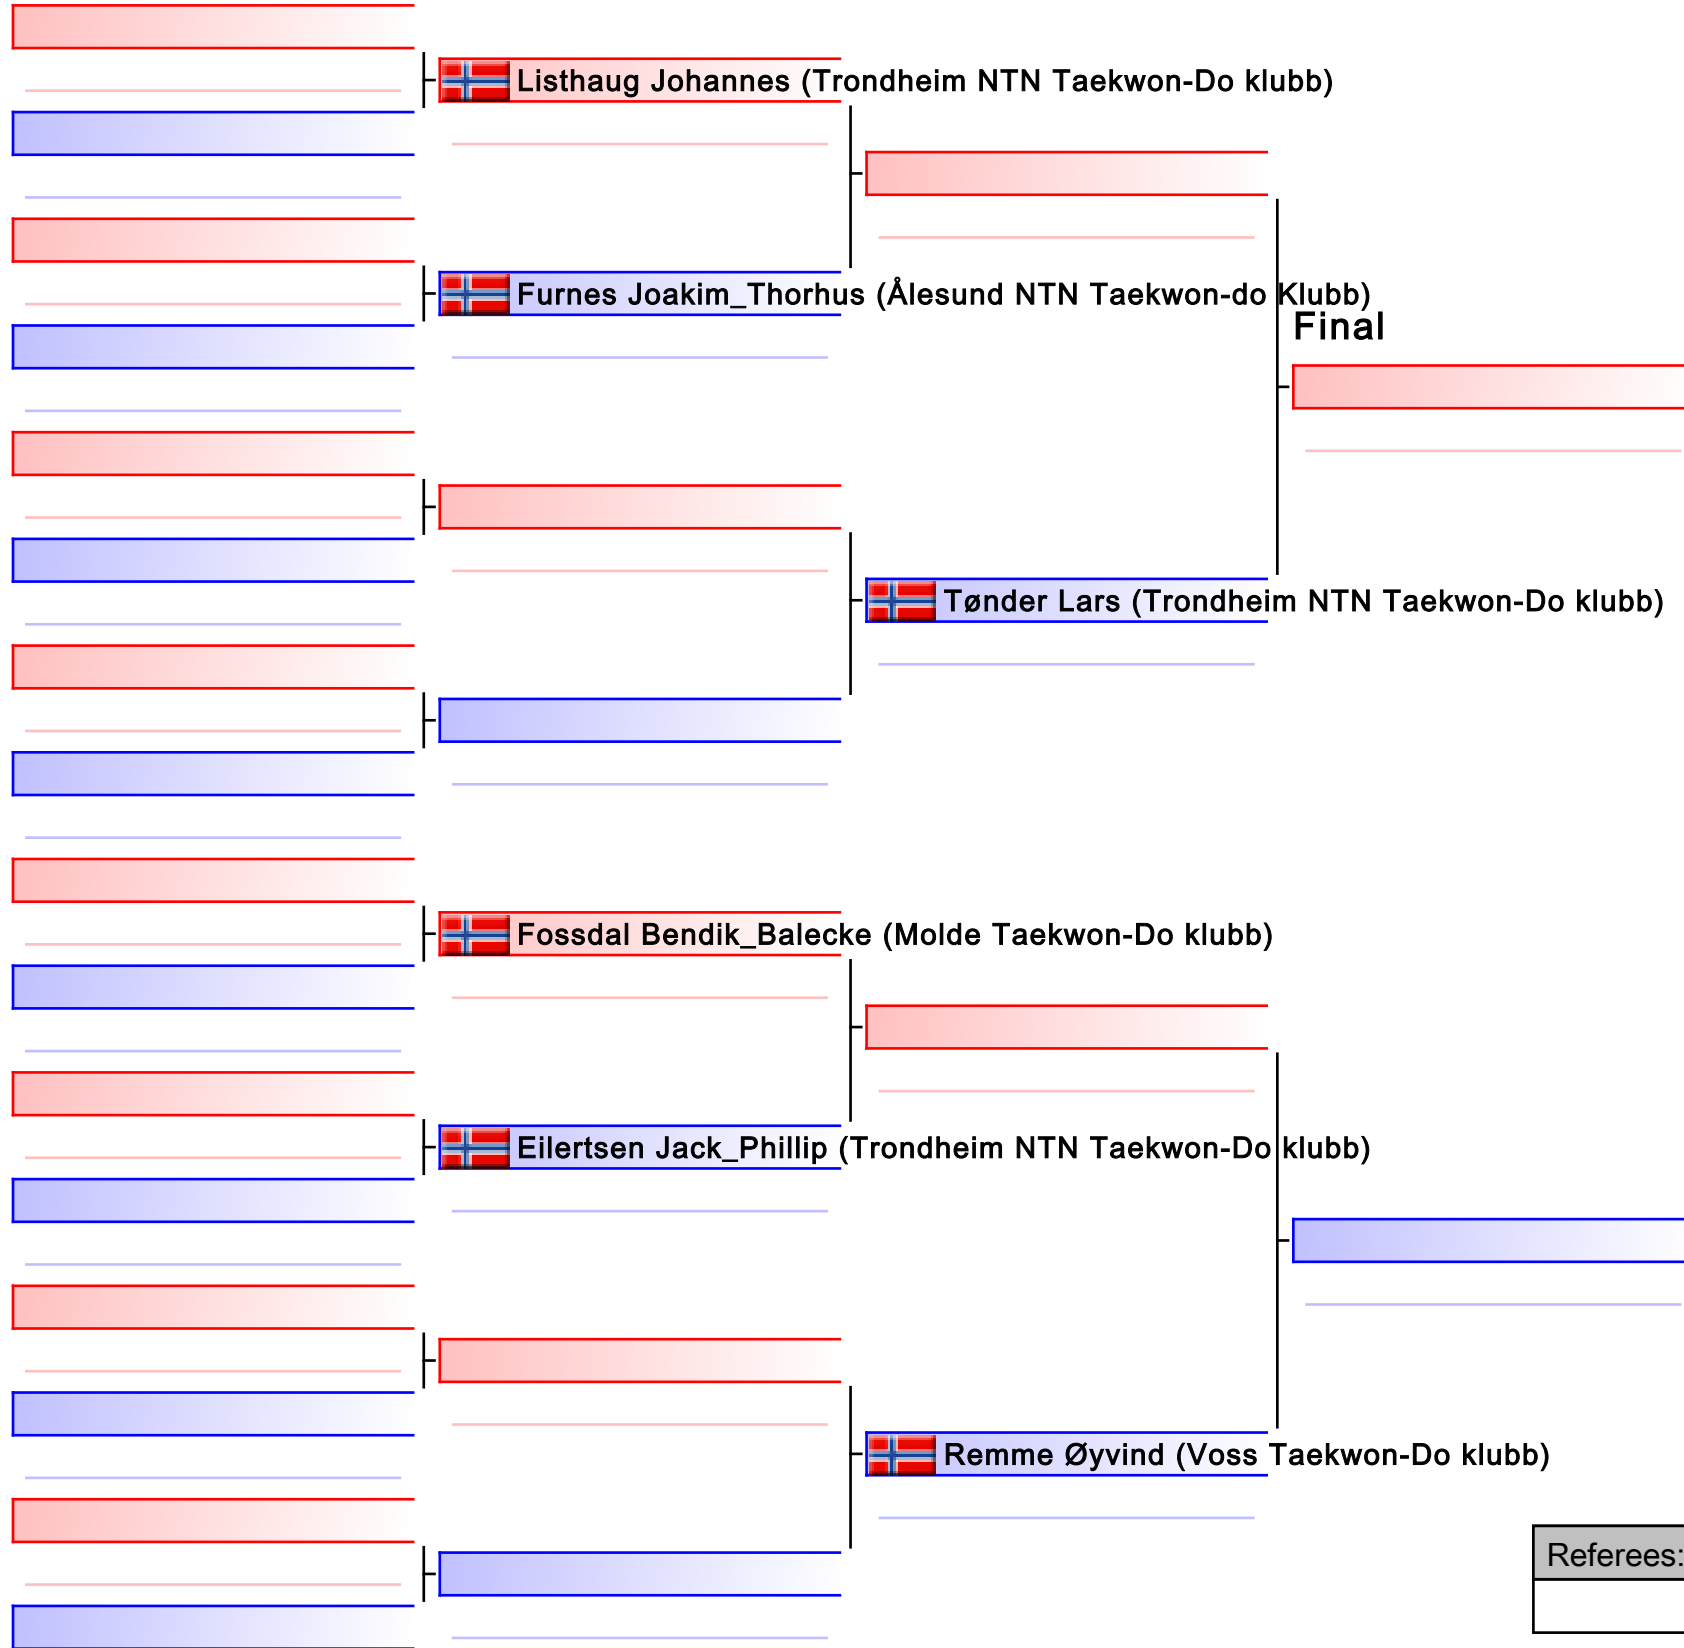 Listhaug Johannes (Trondheim NTN Taekwon-Do klubb)
Furnes Joakim_Thorhus (Ålesund NTN Taekwon-do Klubb)
Final
Tønder Lars (Trondheim NTN Taekwon-Do klubb)
Fossdal Bendik_Balecke (Molde Taekwon-Do klubb)
Eilertsen Jack_Phillip (Trondheim NTN Taekwon-Do klubb)
Remme Øyvind (Voss Taekwon-Do klubb)
Referees: